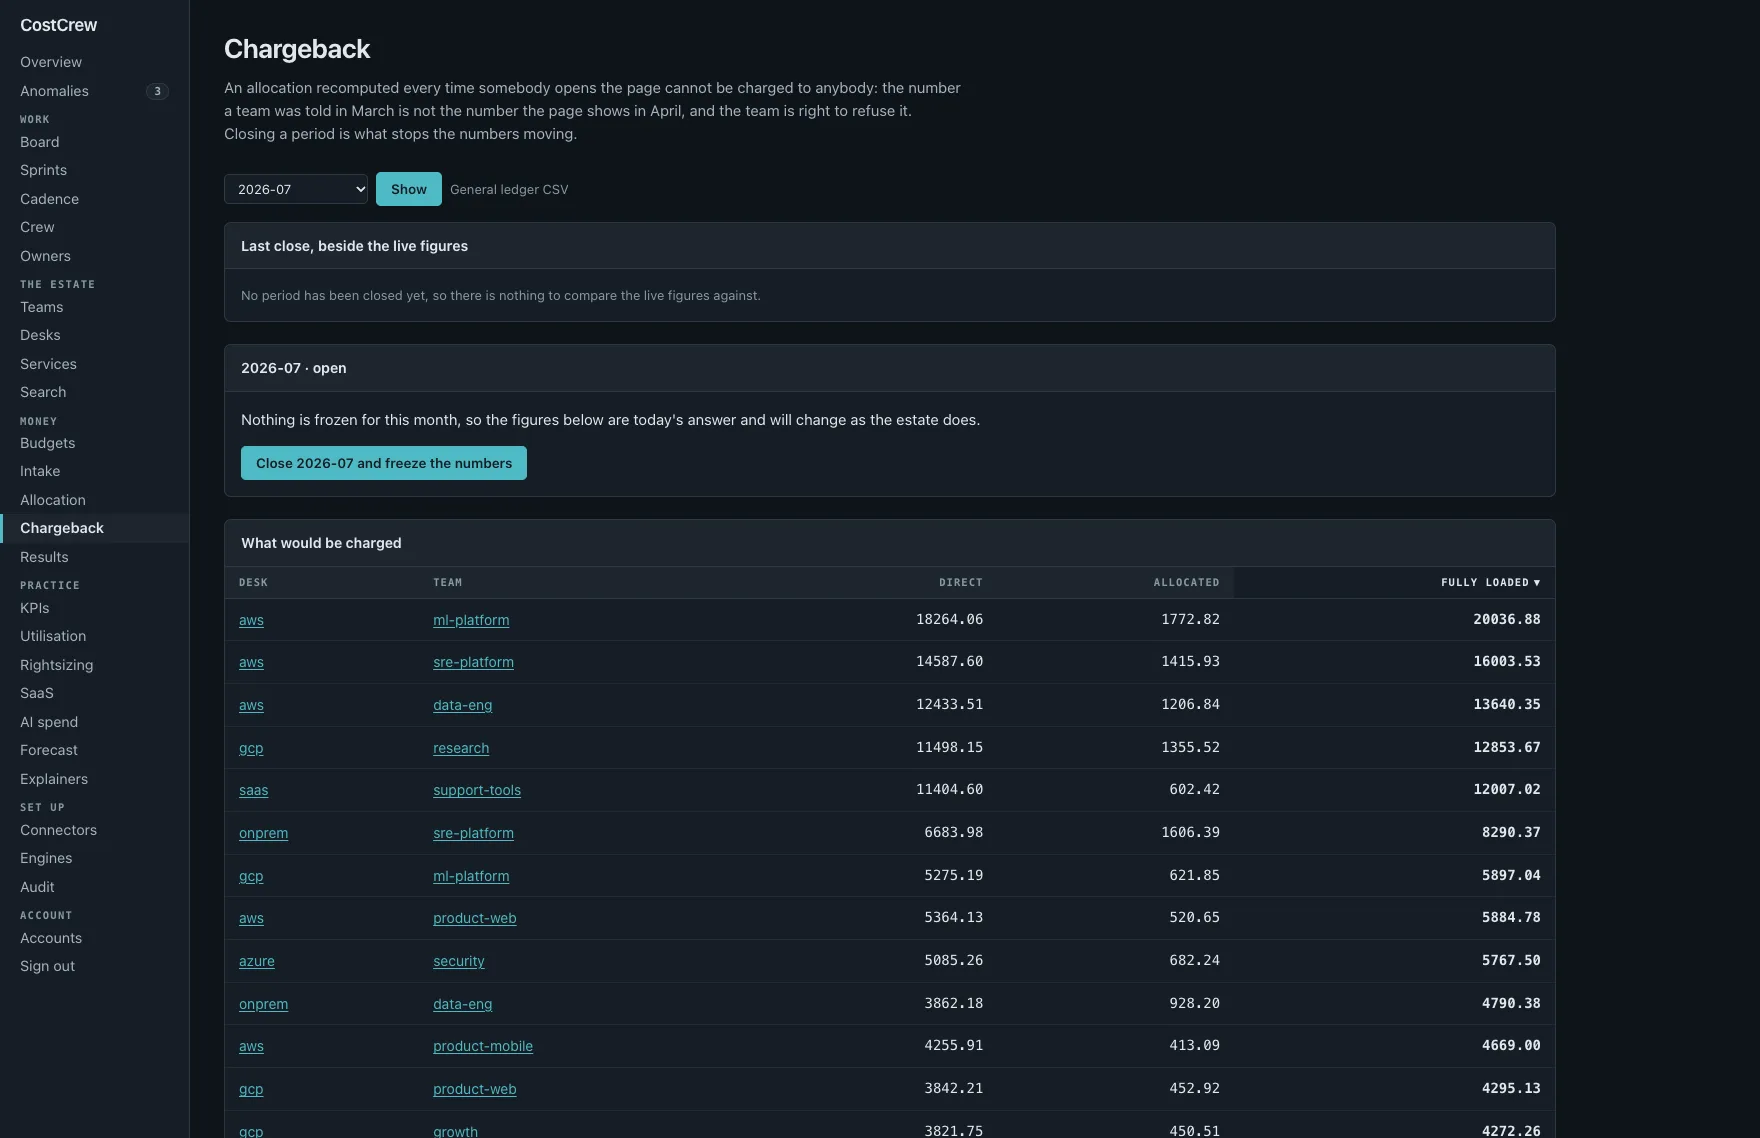 CostCrew
Overview
Anomalies 3
WORK
Board
Sprints
Cadence
Crew
Owners
THE ESTATE
Teams
Desks
Services
Search
MONEY
Budgets
Intake
Allocation
Chargeback
Results
PRACTICE
KPIs
Utilisation
Rightsizing
SaaS
AI spend
Forecast
Explainers
SET UP
Connectors
Engines
Audit
ACCOUNT
Accounts
Sign out
Chargeback
An allocation recomputed every time somebody opens the page cannot be charged to anybody: the number
a team was told in March is not the number the page shows in April, and the team is right to refuse it.
Closing a period is what stops the numbers moving.
2026-07 Show General ledger CSV
Last close, beside the live figures
No period has been closed yet, so there is nothing to compare the live figures against.
2026-07 · open
Nothing is frozen for this month, so the figures below are today's answer and will change as the estate does.
Close 2026-07 and freeze the numbers
What would be charged
DESK TEAM DIRECT ALLOCATED FULLY LOADED ▼
aws ml-platform 18264.06 1772.82 20036.88
aws sre-platform 14587.60 1415.93 16003.53
aws data-eng 12433.51 1206.84 13640.35
gcp research 11498.15 1355.52 12853.67
saas support-tools 11404.60 602.42 12007.02
onprem sre-platform 6683.98 1606.39 8290.37
gcp ml-platform 5275.19 621.85 5897.04
aws product-web 5364.13 520.65 5884.78
azure security 5085.26 682.24 5767.50
onprem data-eng 3862.18 928.20 4790.38
aws product-mobile 4255.91 413.09 4669.00
gcp product-web 3842.21 452.92 4295.13
gcp growth 3821.75 450.51 4272.26